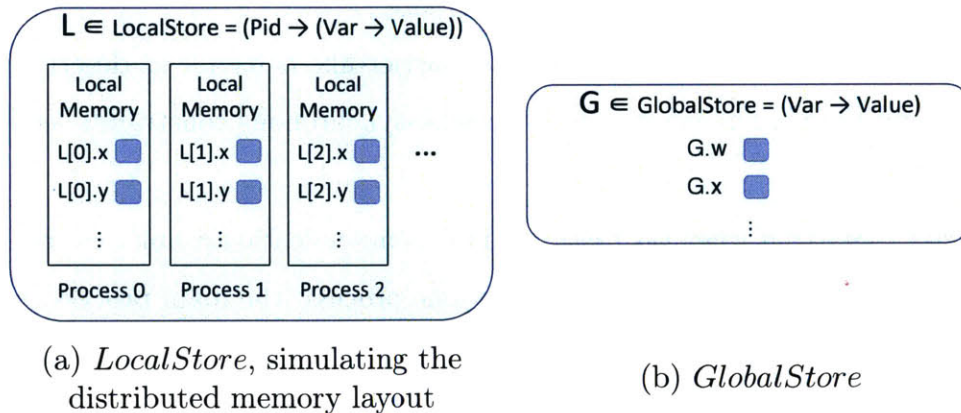 L ∈ LocalStore = (Pid → (Var → Value))
Local Memory
L[0].x
L[0].y
⋮
Process 0
Local Memory
L[1].x
L[1].y
⋮
Process 1
Local Memory
L[2].x
L[2].y
⋮
Process 2
...
(a) LocalStore, simulating the
distributed memory layout
G ∈ GlobalStore = (Var → Value)
G.w
G.x
⋮
(b) GlobalStore